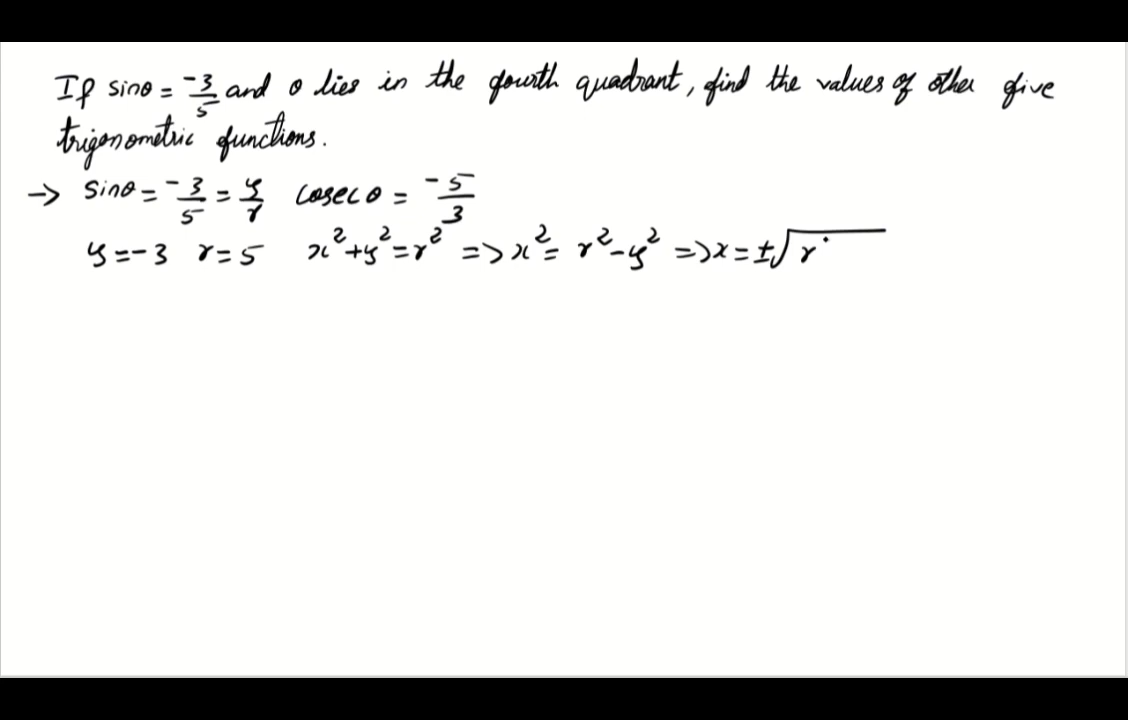 If sinθ = -3/5 and θ lies in the fourth quadrant, find the values of other five
trigonometric functions.
→ sinθ = -3/5 = y/r cosecθ = -5/3
y = -3 r = 5 x² + y² = r² => x² = r² - y² => x = ±√r